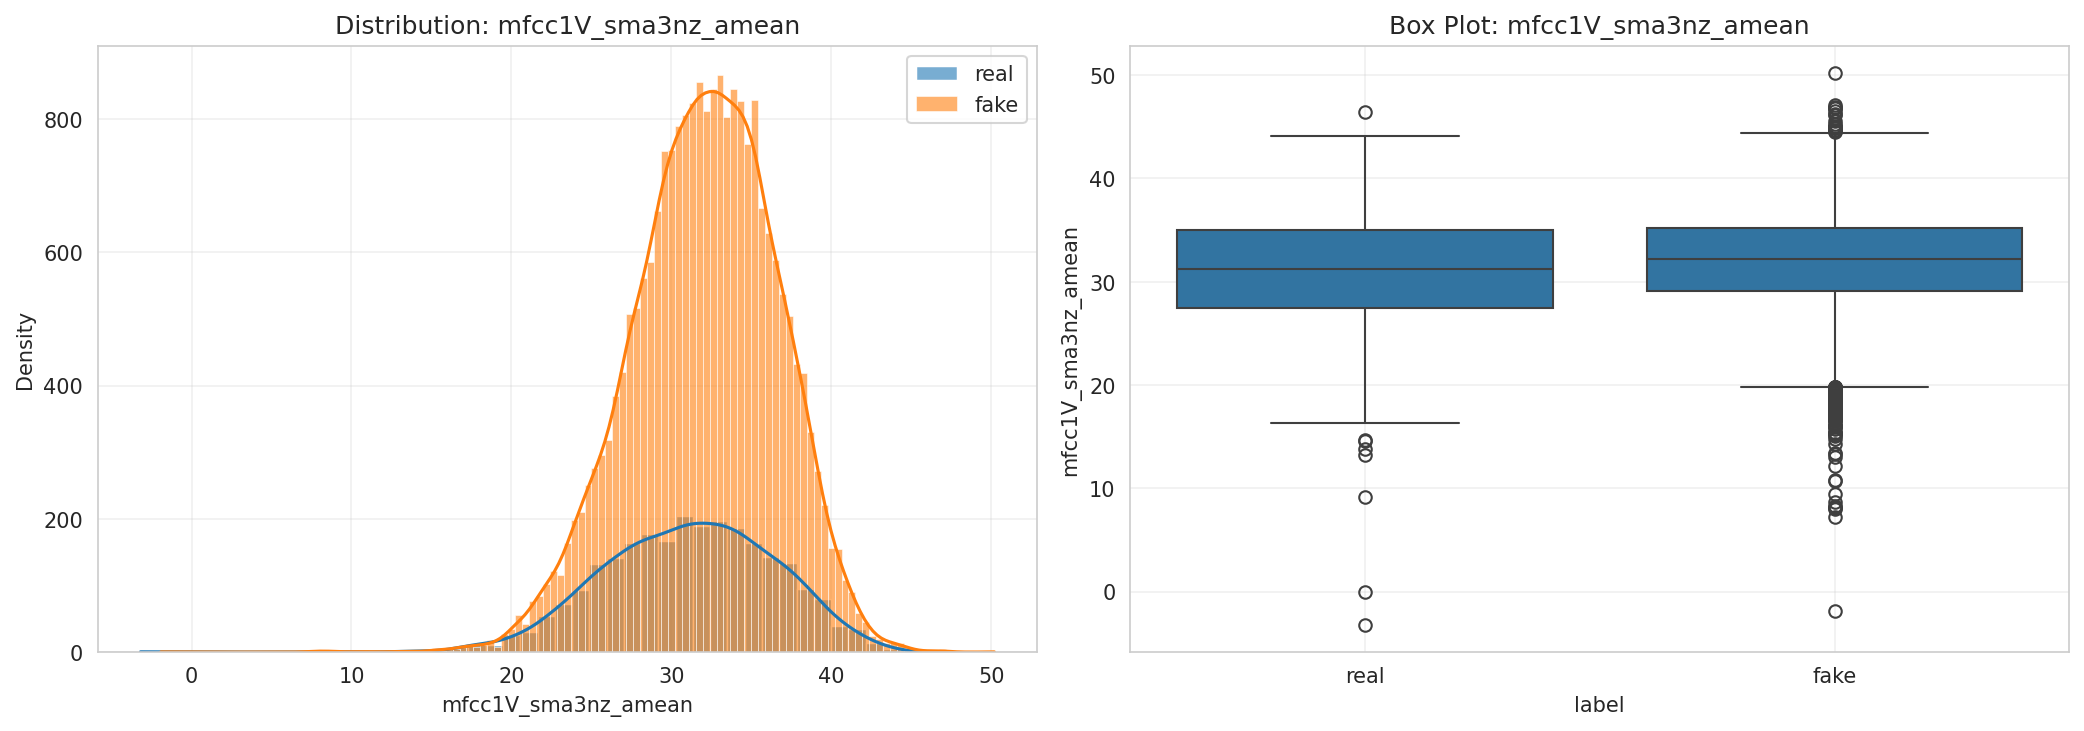 Distribution: mfcc1V_sma3nz_amean
real
fake
Density
800
600
400
200
0
0 10 20 30 40 50
mfcc1V_sma3nz_amean
Box Plot: mfcc1V_sma3nz_amean
mfcc1V_sma3nz_amean
50
40
30
20
10
0
real fake
label